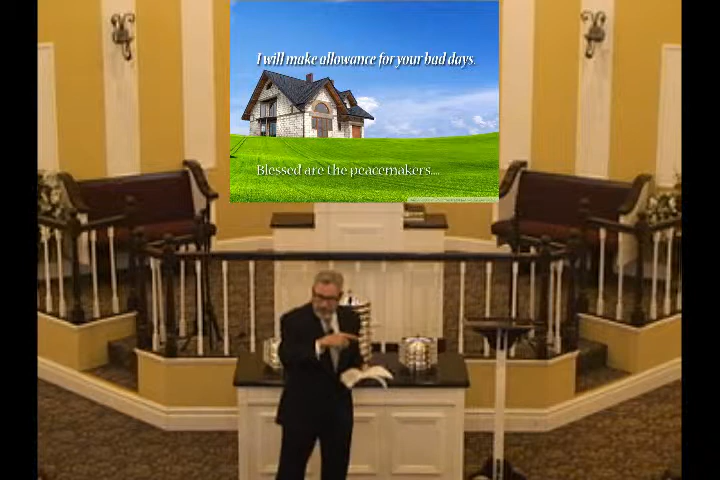 I will make allowance for your bad days.
Blessed are the peacemakers....